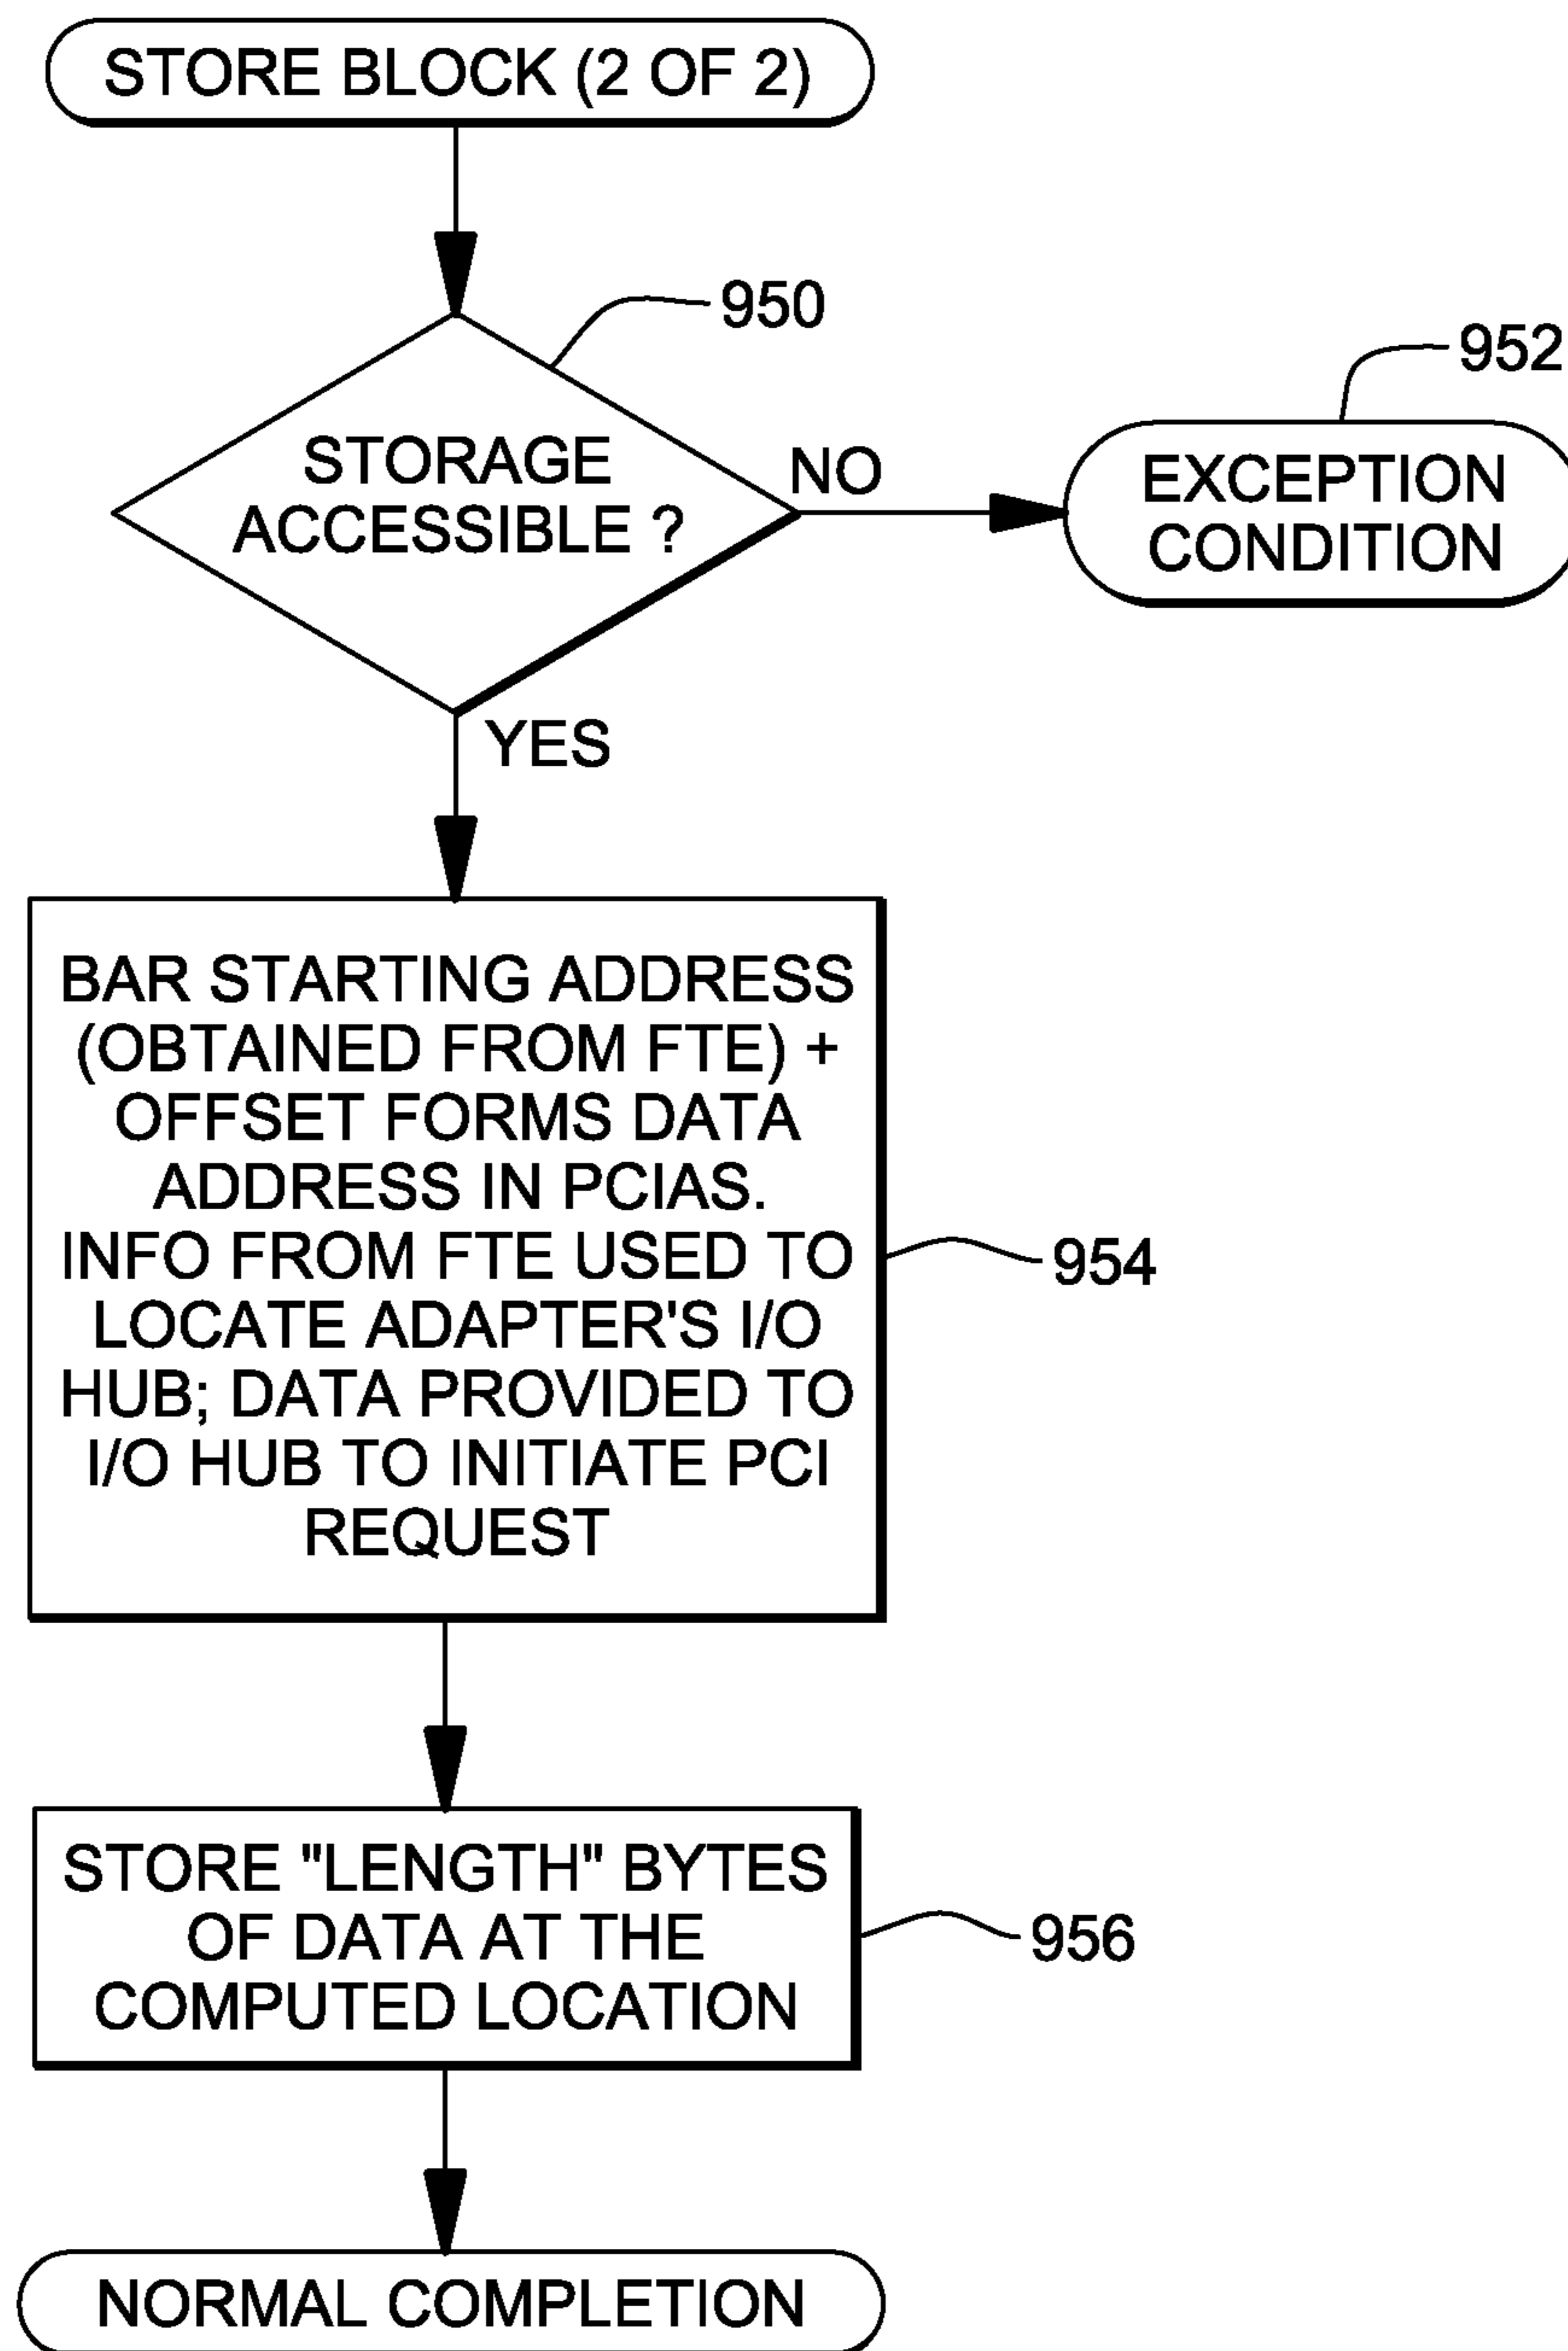 STORE BLOCK (2 OF 2)
950
952
STORAGE
ACCESSIBLE ?
NO
EXCEPTION
CONDITION
YES
BAR STARTING ADDRESS
(OBTAINED FROM FTE) +
OFFSET FORMS DATA
ADDRESS IN PCIAS.
INFO FROM FTE USED TO
LOCATE ADAPTER'S I/O
HUB; DATA PROVIDED TO
I/O HUB TO INITIATE PCI
REQUEST
954
STORE "LENGTH" BYTES
OF DATA AT THE
COMPUTED LOCATION
956
NORMAL COMPLETION